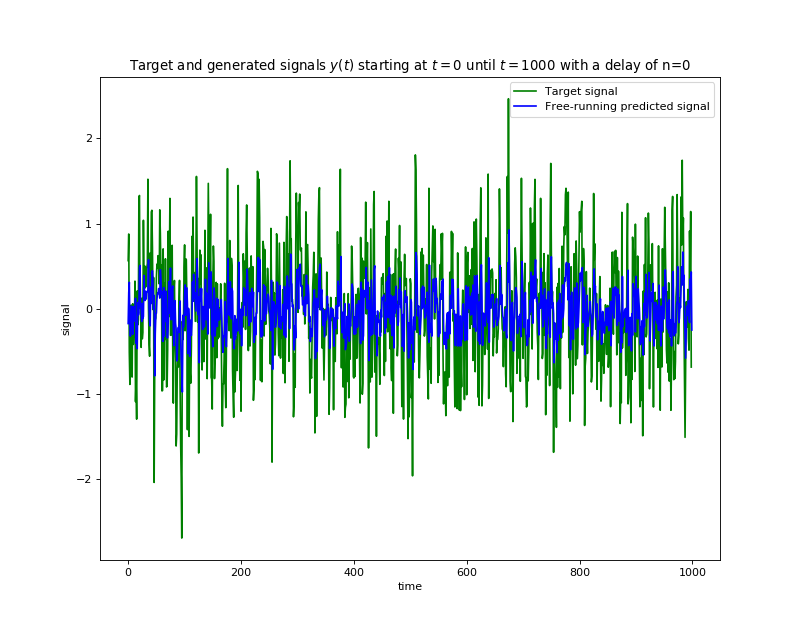 Target and generated signals y(t) starting at t = 0 until t = 1000 with a delay of n=0
Target signal
Free-running predicted signal
2
1
0
−1
−2
signal
0
200
400
600
800
1000
time